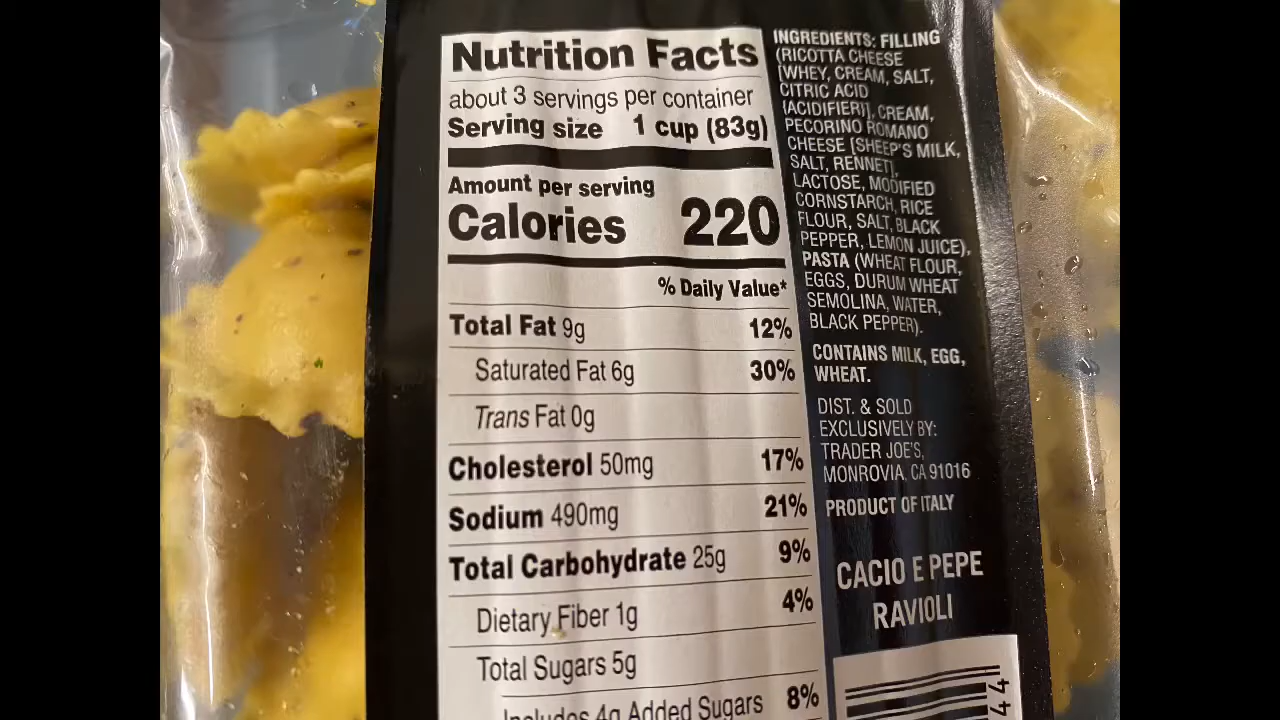 Nutrition Facts
about 3 servings per container
Serving size 1 cup (83g)
Amount per serving
Calories 220
% Daily Value*
Total Fat 9g 12%
Saturated Fat 6g 30%
Trans Fat 0g
Cholesterol 50mg 17%
Sodium 490mg 21%
Total Carbohydrate 25g 9%
Dietary Fiber 1g 4%
Total Sugars 5g
Includes 4g Added Sugars 8%
INGREDIENTS: FILLING
(RICOTTA CHEESE
[WHEY, CREAM, SALT,
CITRIC ACID
(ACIDIFIER)], CREAM,
PECORINO ROMANO
CHEESE [SHEEP'S MILK,
SALT, RENNET],
LACTOSE, MODIFIED
CORNSTARCH, RICE
FLOUR, SALT, BLACK
PEPPER, LEMON JUICE),
PASTA (WHEAT FLOUR,
EGGS, DURUM WHEAT
SEMOLINA, WATER,
BLACK PEPPER).
CONTAINS MILK, EGG,
WHEAT.
DIST. & SOLD
EXCLUSIVELY BY:
TRADER JOE'S,
MONROVIA, CA 91016
PRODUCT OF ITALY
CACIO E PEPE
RAVIOLI
44